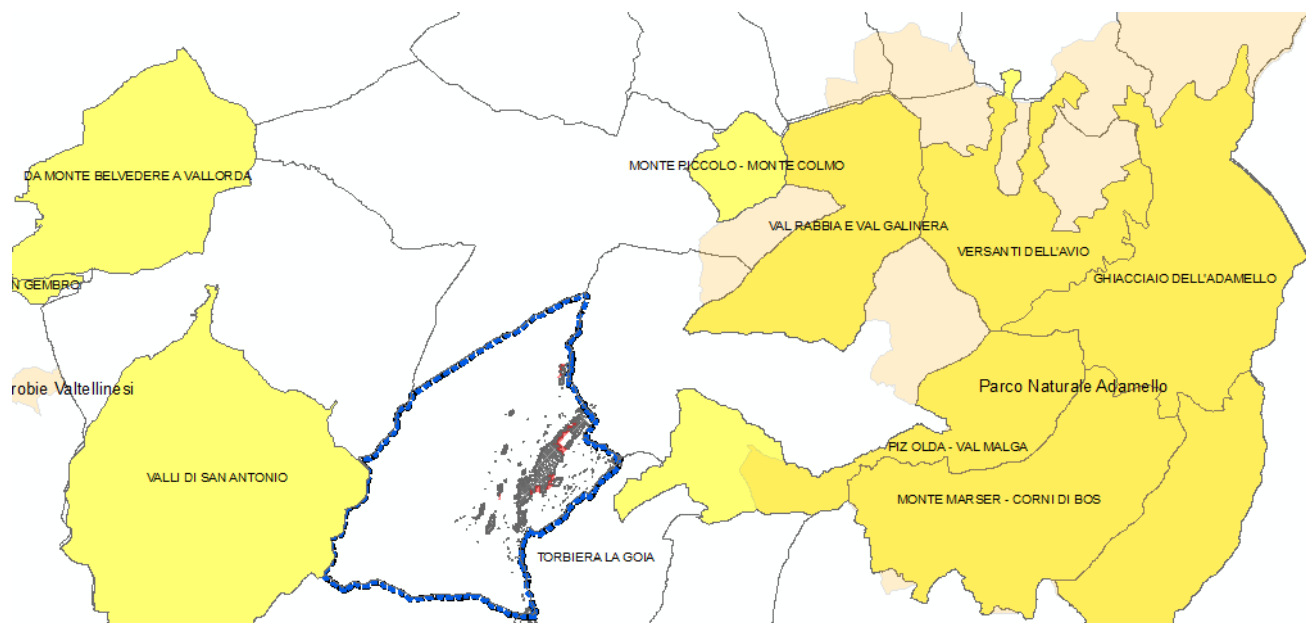 MONTE PICCOLO - MONTE COLMO
DA MONTE BELVEDERE A VALLORDA
VAL RABBIA E VAL GALINERA
VERSANTI DELL'AVIO
GHIACCIAIO DELL'ADAMELLO
N GEMBRO
robie Valtellinesi
Parco Naturale Adamello
PIZ OLDA - VAL MALGA
VALLI DI SAN ANTONIO
MONTE MARSER - CORNI DI BOS
TORBIERA LA GOIA